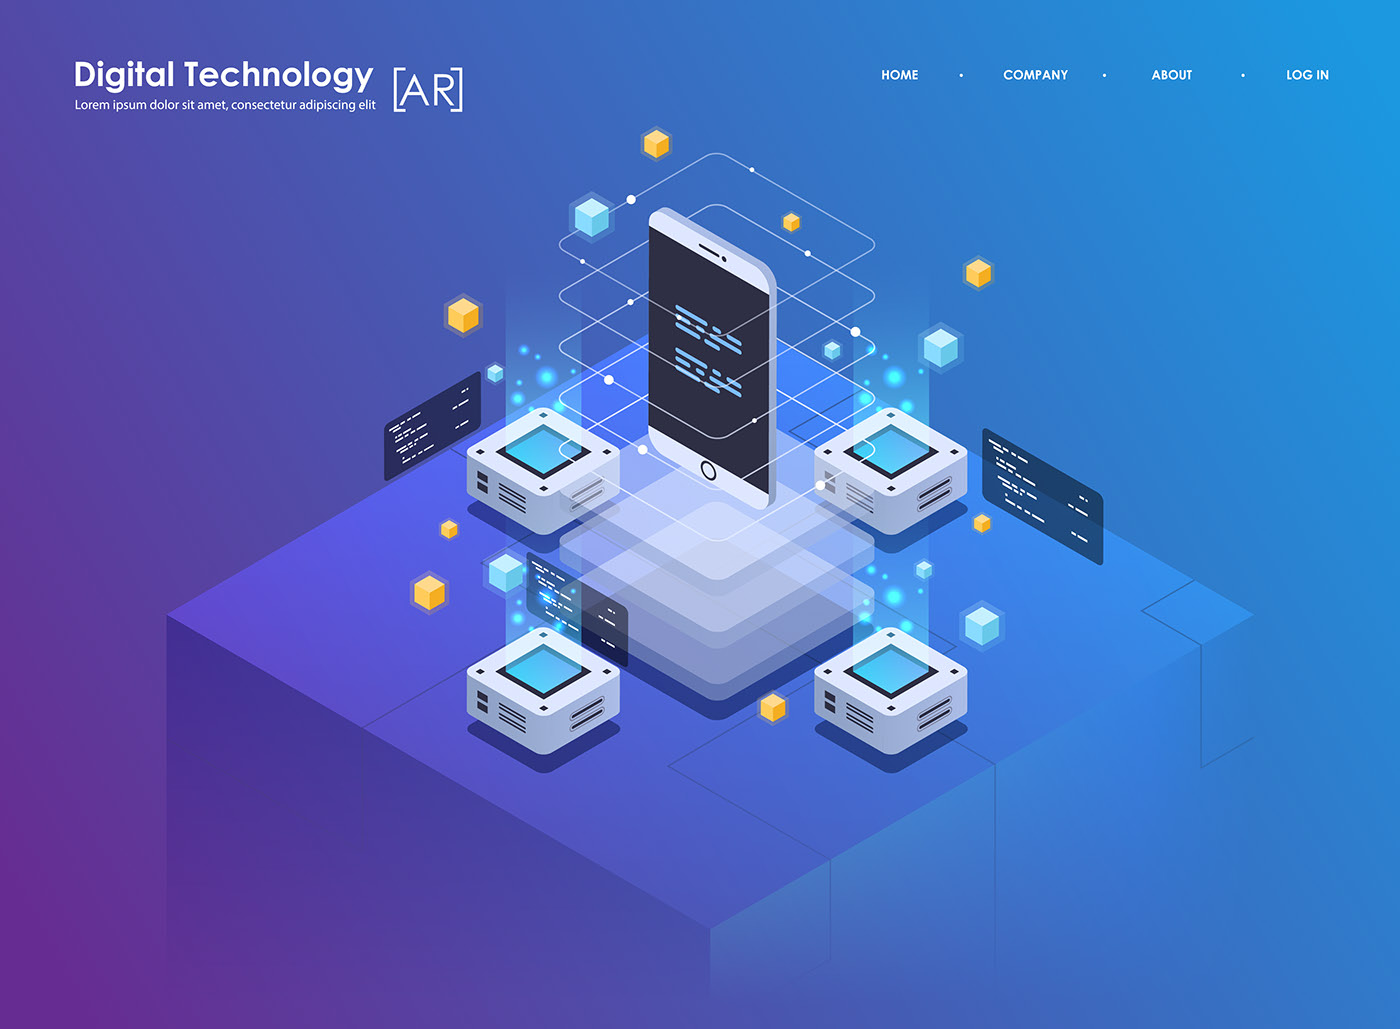 Digital Technology
Lorem ipsum dolor sit amet, consectetur adipiscing elit
[AR]
HOME • COMPANY • ABOUT • LOG IN